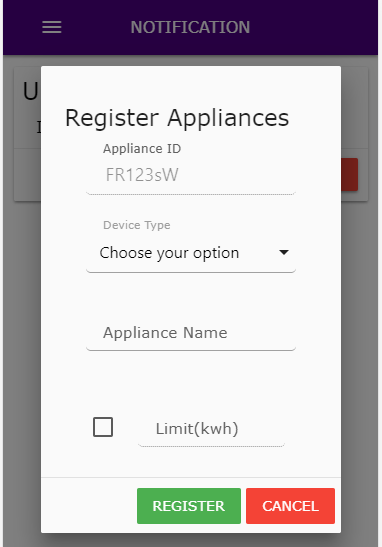 NOTIFICATION
U
Register Appliances
Appliance ID
FR123sW
Device Type
Choose your option
Appliance Name
Limit(kwh)
REGISTER
CANCEL